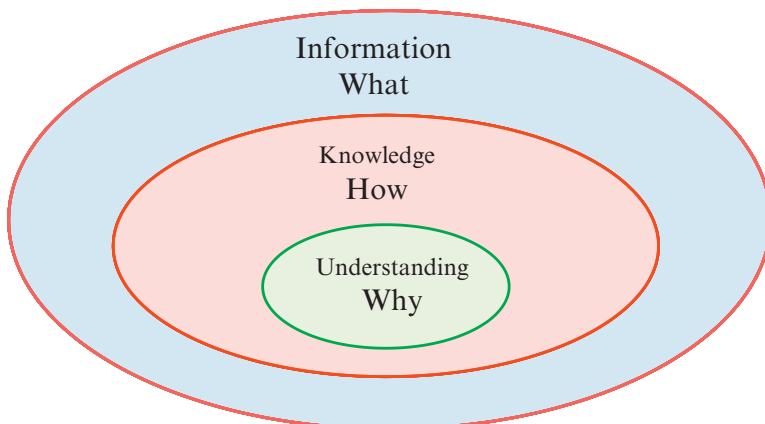 Information
What
Knowledge
How
Understanding
Why